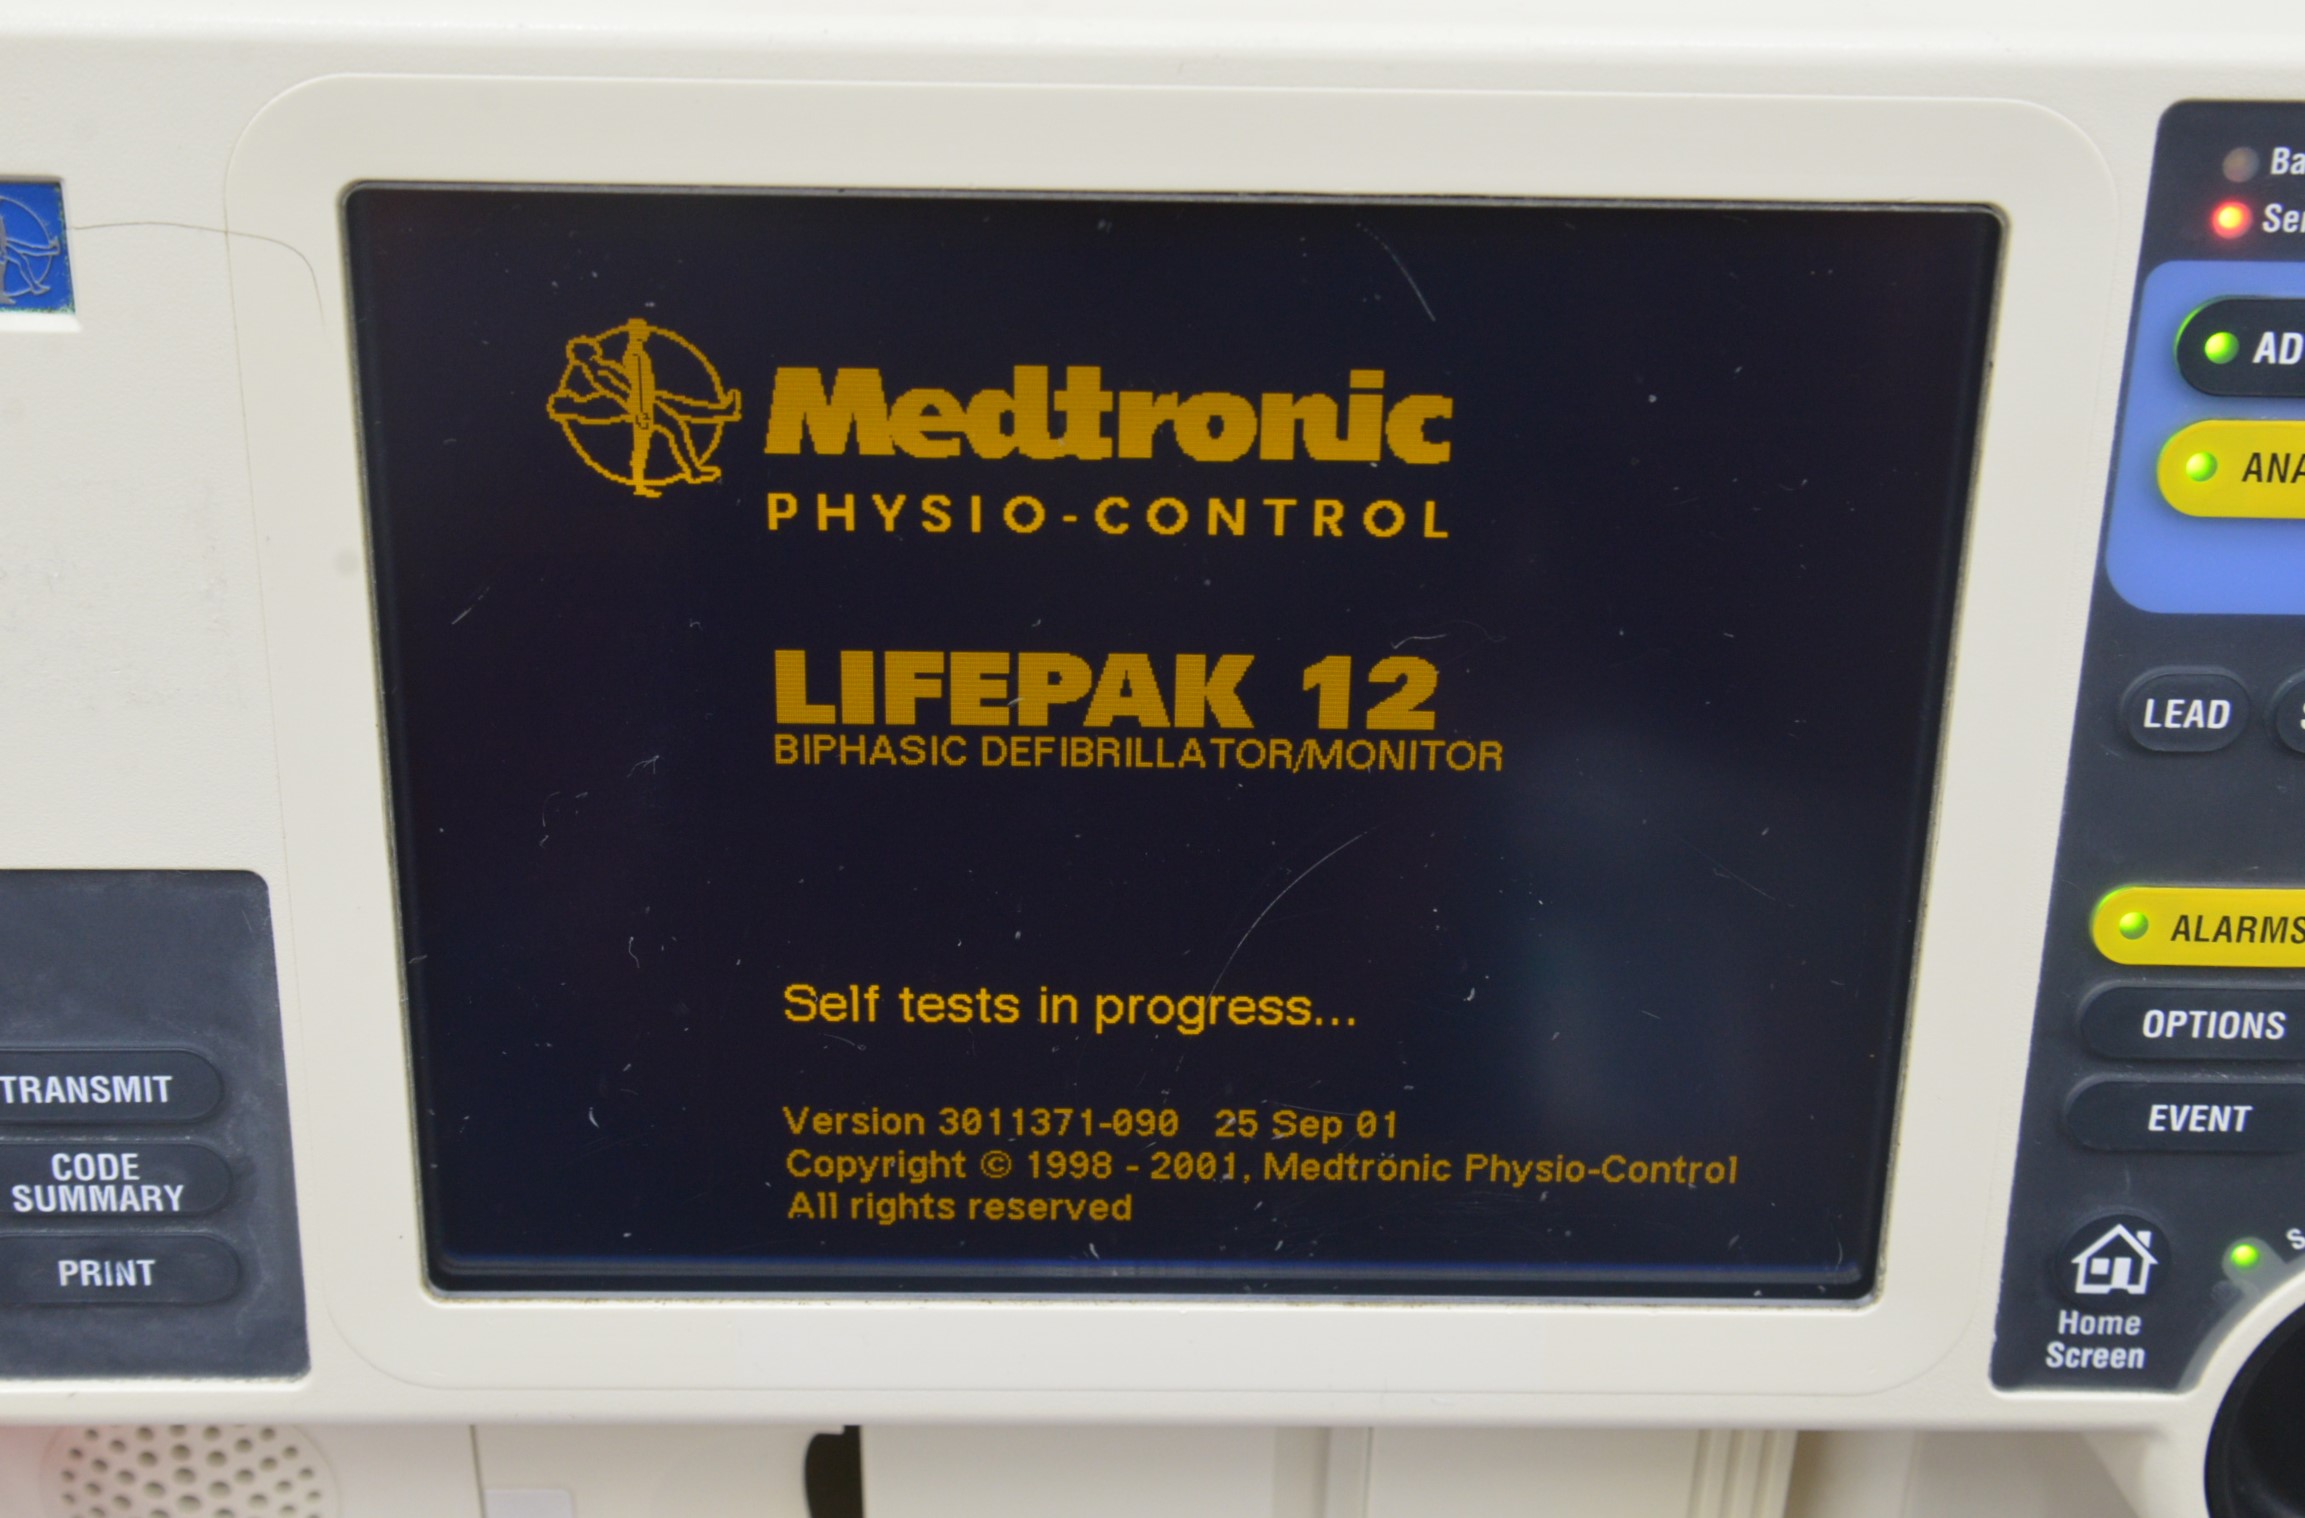 Medtronic
PHYSIO-CONTROL
LIFEPAK 12
BIPHASIC DEFIBRILLATOR/MONITOR
Self tests in progress...
Version 3011371-090 25 Sep 01
Copyright © 1998 - 2001, Medtronic Physio-Control
All rights reserved
TRANSMIT
CODE
SUMMARY
PRINT
LEAD
ALARMS
OPTIONS
EVENT
Home
Screen